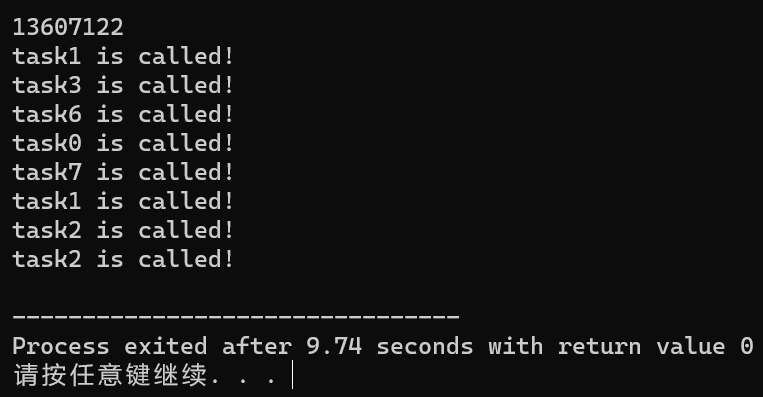 13607122
task1 is called!
task3 is called!
task6 is called!
task0 is called!
task7 is called!
task1 is called!
task2 is called!
task2 is called!
--------------------------------
Process exited after 9.74 seconds with return value 0
请按任意键继续. . .